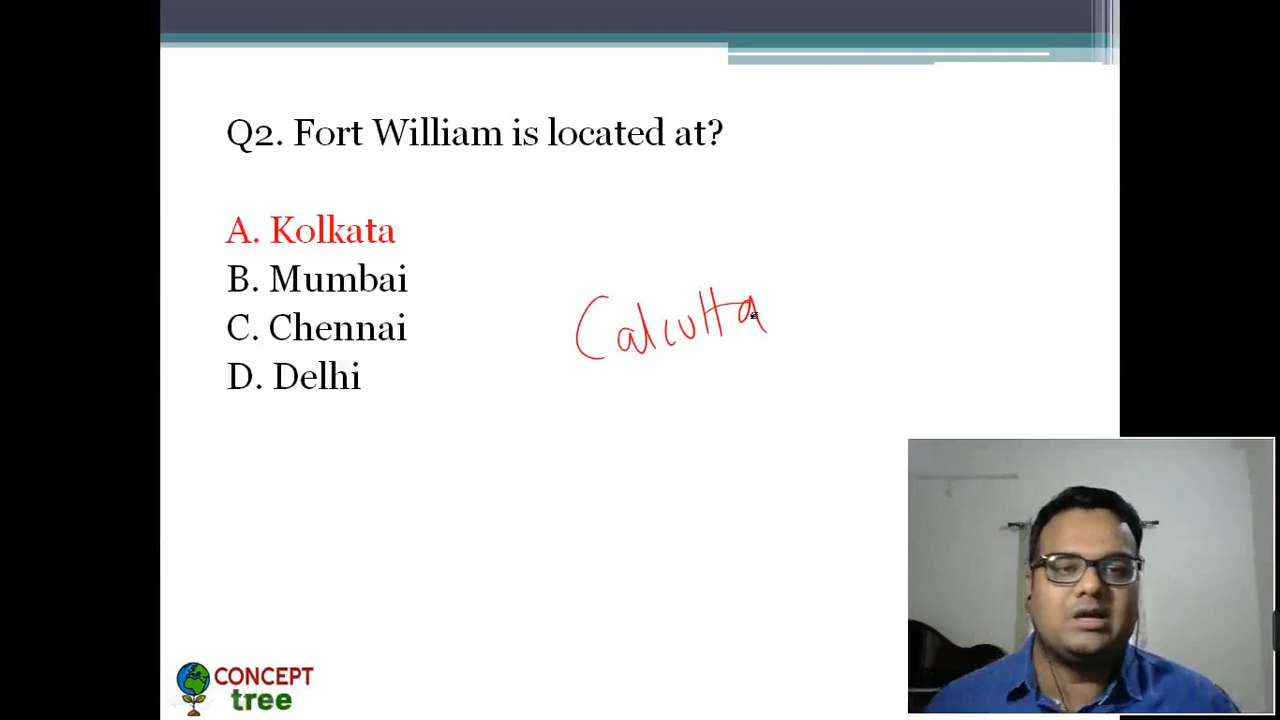 Q2. Fort William is located at?
A. Kolkata
B. Mumbai
C. Chennai
D. Delhi
Calcutta
CONCEPT
tree